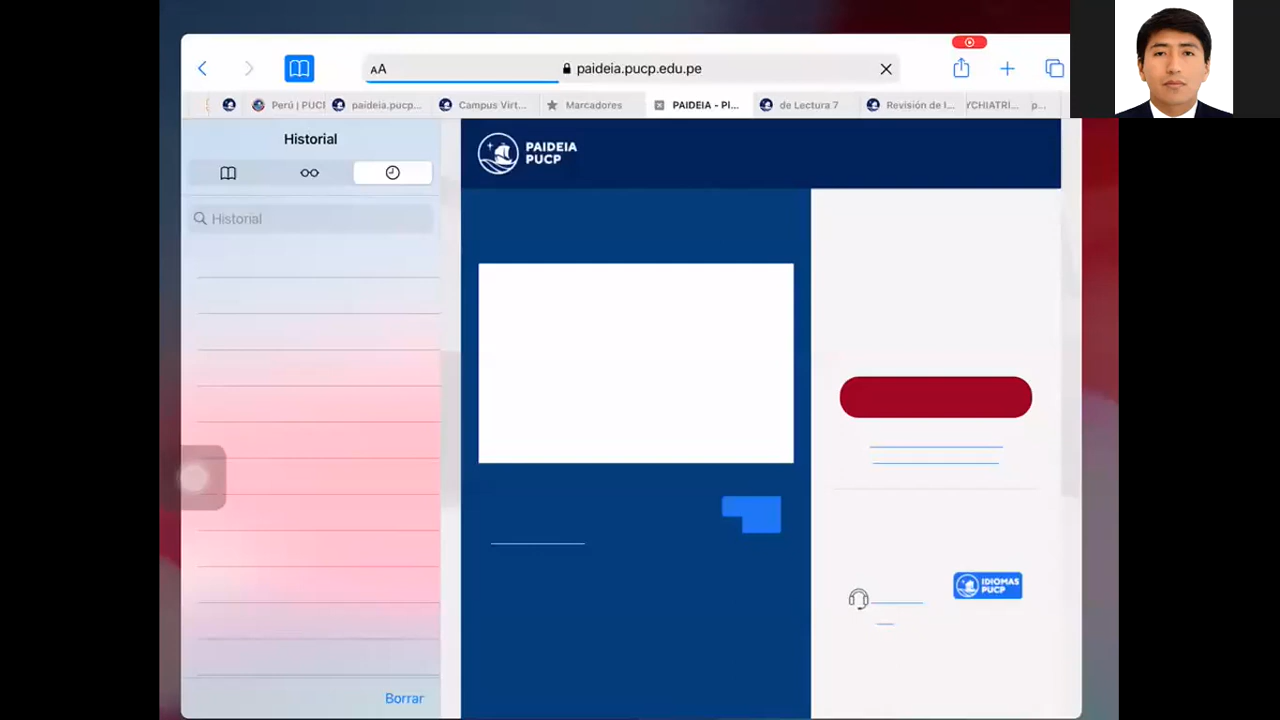 AA
paideia.pucp.edu.pe
Perú | PUCP
paideia.pucp...
Campus Virt...
Marcadores
PAIDEIA - Pl...
de Lectura 7
Revisión de l...
YCHIATRI...
p...
Historial
Historial
Borrar
PAIDEIA
PUCP
IDIOMAS
PUCP